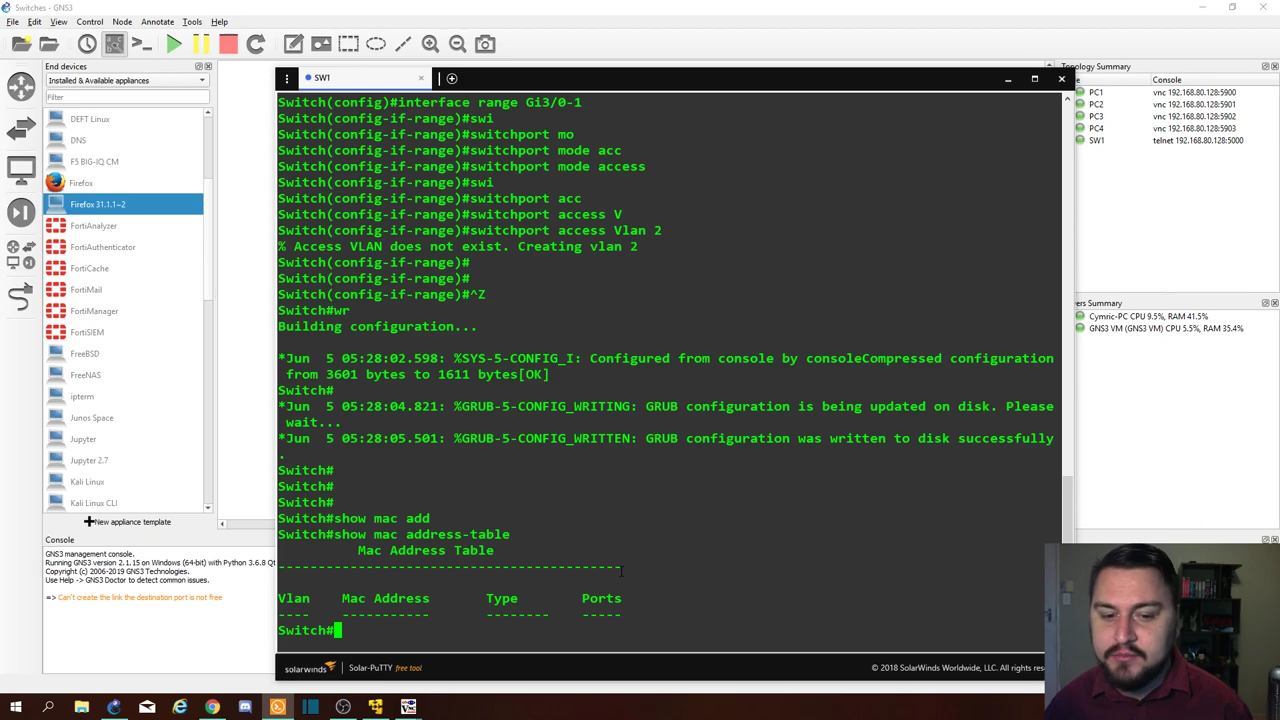 Switches - GNS3
File Edit View Control Node Annotate Tools Help
End devices
Installed & Available appliances
Filter
DEFT Linux
DNS
F5 BIG-IQ CM
Firefox
Firefox 31.1.1~2
FortiAnalyzer
FortiAuthenticator
FortiCache
FortiMail
FortiManager
FortiSIEM
FreeBSD
FreeNAS
ipterm
Junos Space
Jupyter
Jupyter 2.7
Kali Linux
Kali Linux CLI
New appliance template
Console
GNS3 management console.
Running GNS3 version 2.1.15 on Windows (64-bit) with Python 3.6.8 Qt
Copyright (c) 2006-2019 GNS3 Technologies.
Use Help -> GNS3 Doctor to detect common issues.
=> Can't create the link the destination port is not free
SW1
Switch(config)#interface range Gi3/0-1
Switch(config-if-range)#swi
Switch(config-if-range)#switchport mo
Switch(config-if-range)#switchport mode acc
Switch(config-if-range)#switchport mode access
Switch(config-if-range)#swi
Switch(config-if-range)#switchport acc
Switch(config-if-range)#switchport access V
Switch(config-if-range)#switchport access Vlan 2
% Access VLAN does not exist. Creating vlan 2
Switch(config-if-range)#
Switch(config-if-range)#
Switch(config-if-range)#^Z
Switch#wr
Building configuration...
*Jun  5 05:28:02.598: %SYS-5-CONFIG_I: Configured from console by consoleCompressed configuration
from 3601 bytes to 1611 bytes[OK]
Switch#
*Jun  5 05:28:04.821: %GRUB-5-CONFIG_WRITING: GRUB configuration is being updated on disk. Please
wait...
*Jun  5 05:28:05.501: %GRUB-5-CONFIG_WRITTEN: GRUB configuration was written to disk successfully
.
Switch#
Switch#
Switch#
Switch#show mac add
Switch#show mac address-table
Mac Address Table
-------------------------------------------
Vlan    Mac Address       Type        Ports
----    -----------       --------    -----
Switch#
solarwinds Solar-PuTTY free tool
© 2018 SolarWinds Worldwide, LLC. All rights rese
Topology Summary
Console
PC1 vnc 192.168.80.128:5900
PC2 vnc 192.168.80.128:5901
PC3 vnc 192.168.80.128:5902
PC4 vnc 192.168.80.128:5903
SW1 telnet 192.168.80.128:5000
ers Summary
Cymric-PC CPU 9.5%, RAM 41.5%
GNS3 VM (GNS3 VM) CPU 5.5%, RAM 35.4%